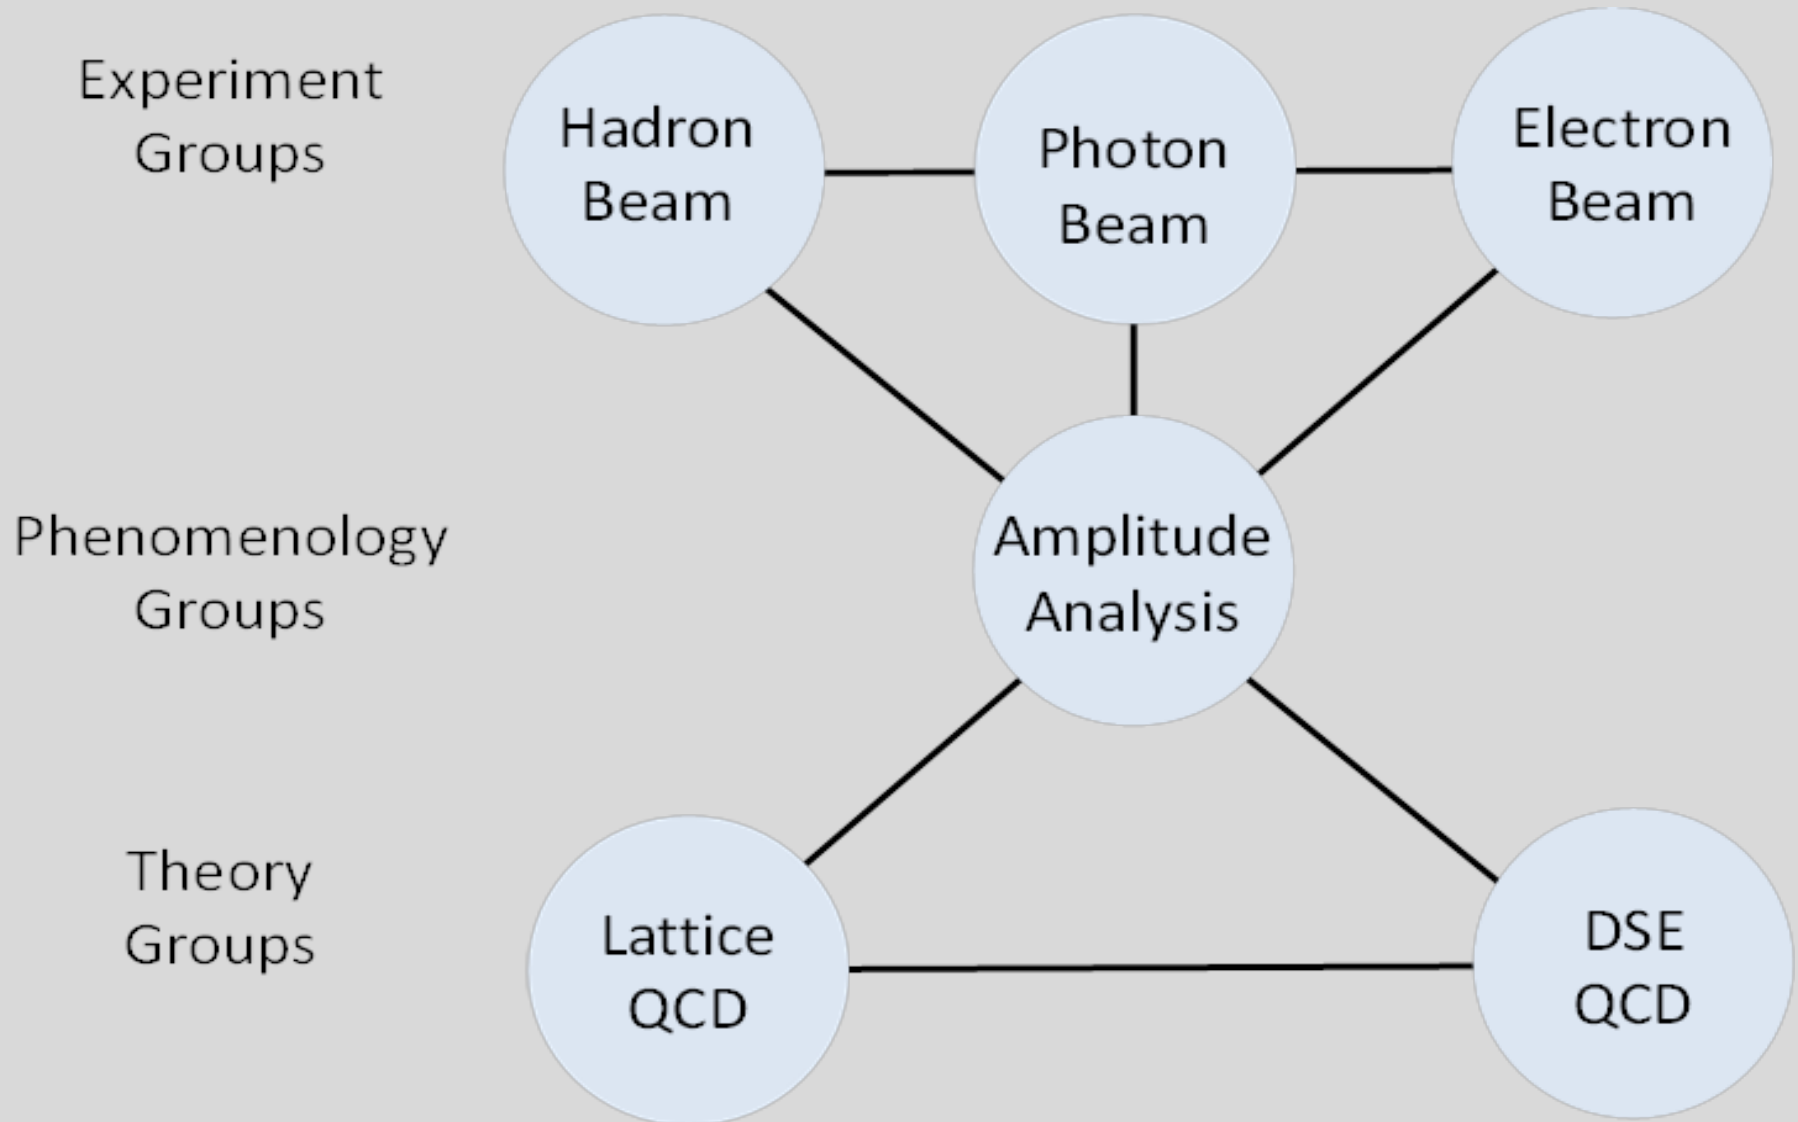 Experiment
Groups
Hadron
Beam
Photon
Beam
Electron
Beam
Phenomenology
Groups
Amplitude
Analysis
Theory
Groups
Lattice
QCD
DSE
QCD